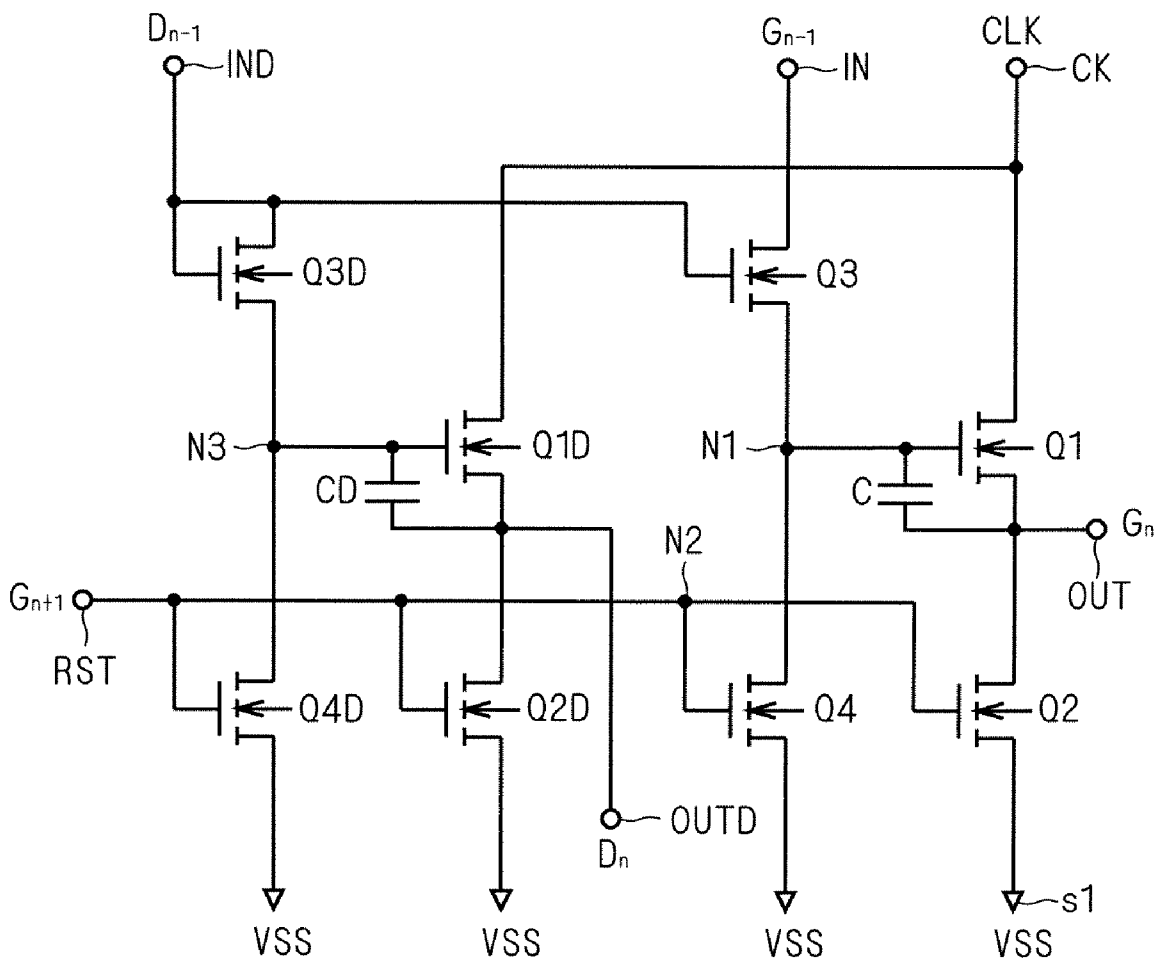 Dn-1
IND
Gn-1
IN
CLK
CK
Q3D
Q3
N3
Q1D
N1
Q1
CD
C
Gn
OUT
N2
Gn+1
RST
Q4D
Q2D
Q4
Q2
OUTD
Dn
s1
VSS
VSS
VSS
VSS